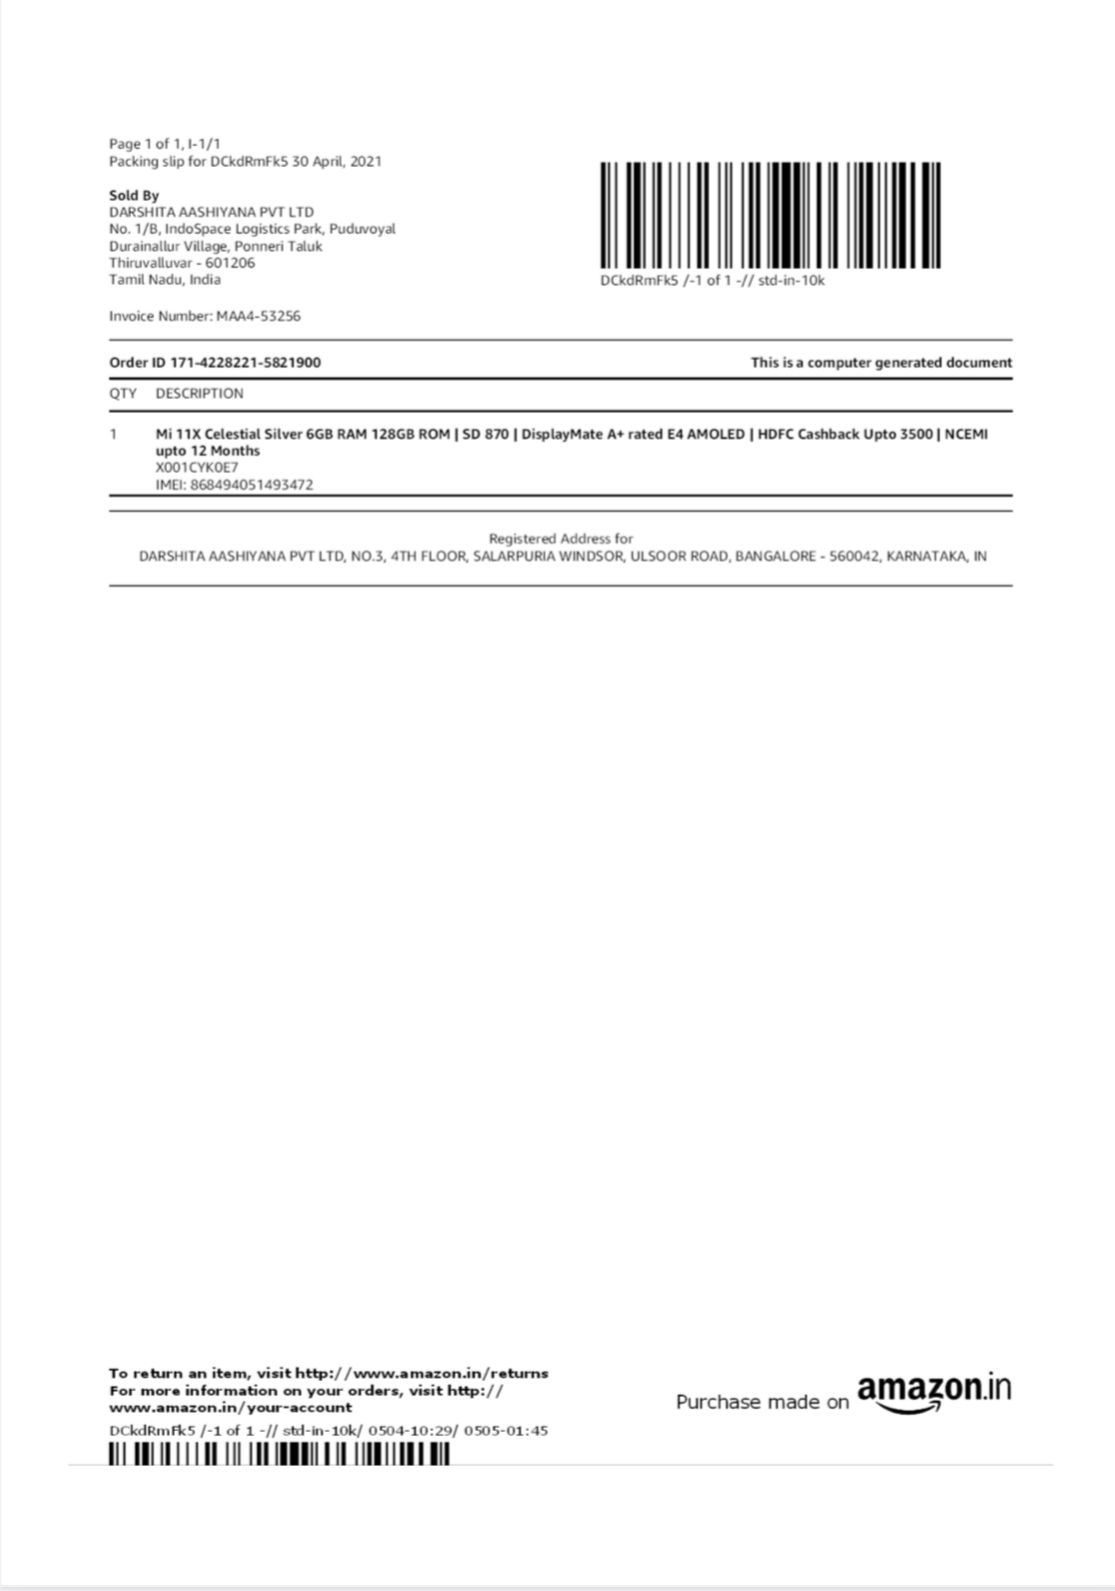 Page 1 of 1, I-1/1
Packing slip for DCkdRmFk5 30 April, 2021
Sold By
DARSHITA AASHIYANA PVT LTD
No. 1/B, IndoSpace Logistics Park, Puduvoyal
Durainallur Village, Ponneri Taluk
Thiruvalluvar - 601206
Tamil Nadu, India
DCkdRmFk5 /-1 of 1 -// std-in-10k
Invoice Number: MAA4-53256
Order ID 171-4228221-5821900 This is a computer generated document
QTY DESCRIPTION
1 Mi 11X Celestial Silver 6GB RAM 128GB ROM | SD 870 | DisplayMate A+ rated E4 AMOLED | HDFC Cashback Upto 3500 | NCEMI
upto 12 Months
X001CYK0E7
IMEI: 868494051493472
Registered Address for
DARSHITA AASHIYANA PVT LTD, NO.3, 4TH FLOOR, SALARPURIA WINDSOR, ULSOOR ROAD, BANGALORE - 560042, KARNATAKA, IN
To return an item, visit http://www.amazon.in/returns
For more information on your orders, visit http://
www.amazon.in/your-account
DCkdRmFk5 /-1 of 1 -// std-in-10k/ 0504-10:29/ 0505-01:45
Purchase made on amazon.in